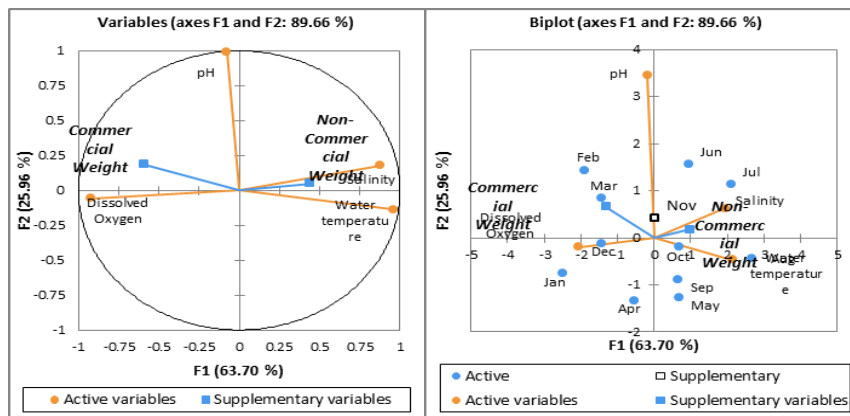 Variables (axes F1 and F2: 89.66 %)
1
0.75
0.5
0.25
0
-0.25
-0.5
-0.75
-1
F2 (25.96 %)
pH
Commer
cial
Weight
Non-
Commer
cial
Weight
Salinity
Dissolved
Oxygen
Water
temperatu
re
-1 -0.75 -0.5 -0.25 0 0.25 0.5 0.75 1
F1 (63.70 %)
Active variables Supplementary variables
Biplot (axes F1 and F2: 89.66 %)
4
3
2
1
0
-1
-2
F2 (25.96 %)
pH
Jun
Feb
Jul
Mar
Salinity
Commer
cial
Weight
Nov
Non-
Commer
cial
Weight
Dissolved
Oxygen
Dec
Oct
Aug
Water
temperatur
e
Jan
Sep
Apr
May
-5 -4 -3 -2 -1 0 1 2 3 4 5
F1 (63.70 %)
Active Supplementary
Active variables Supplementary variables